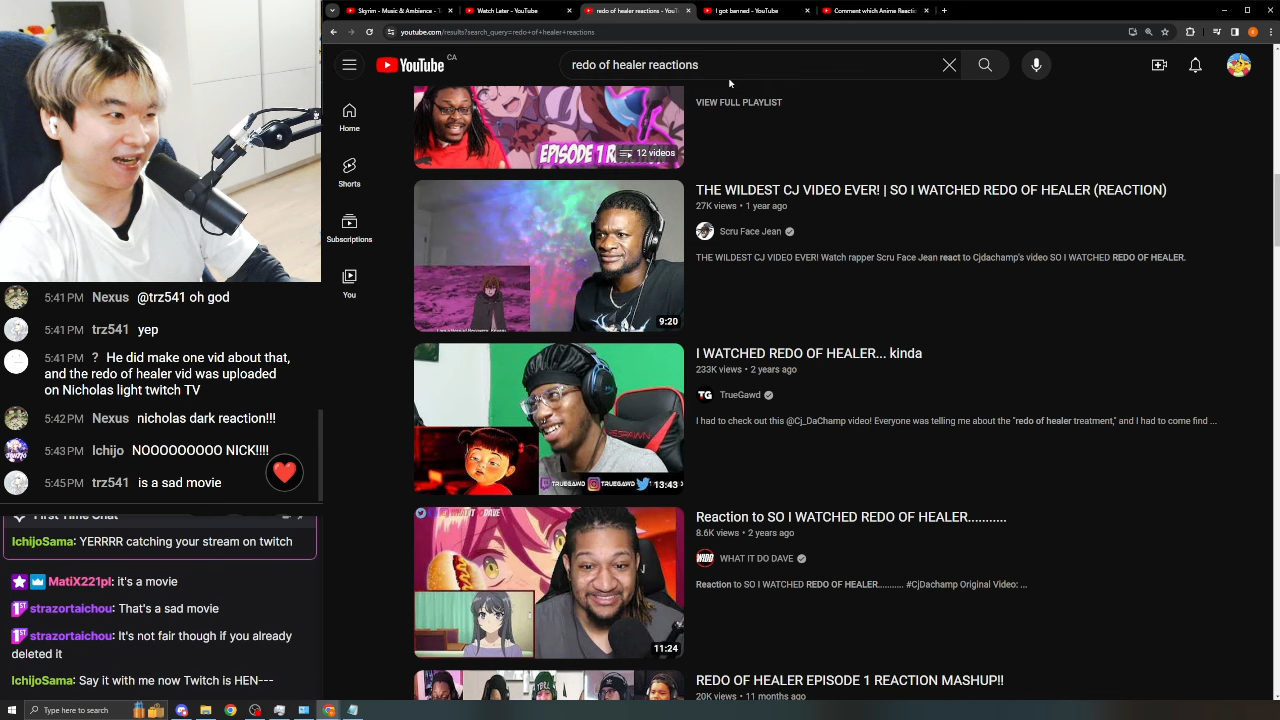 Skyrim - Music & Ambience - T
Watch Later - YouTube
redo of healer reactions - YouT
I got banned - YouTube
Comment which Anime Reacti
youtube.com/results?search_query=redo+of+healer+reactions
YouTube CA
redo of healer reactions
Home
Shorts
Subscriptions
You
EPISODE 1 R
12 videos
VIEW FULL PLAYLIST
THE WILDEST CJ VIDEO EVER! | SO I WATCHED REDO OF HEALER (REACTION)
27K views • 1 year ago
Scru Face Jean
THE WILDEST CJ VIDEO EVER! Watch rapper Scru Face Jean react to Cjdachamp's video SO I WATCHED REDO OF HEALER.
9:20
I WATCHED REDO OF HEALER... kinda
233K views • 2 years ago
TG TrueGawd
I had to check out this @Cj_DaChamp video! Everyone was telling me about the "redo of healer treatment," and I had to come find ...
TRUEGAWD TRUEGAWD
13:43
Reaction to SO I WATCHED REDO OF HEALER..........
8.6K views • 2 years ago
WIDD WHAT IT DO DAVE
Reaction to SO I WATCHED REDO OF HEALER........... #CjDachamp Original Video: ...
11:24
REDO OF HEALER EPISODE 1 REACTION MASHUP!!
20K views • 11 months ago
5:41 PM Nexus @trz541 oh god
5:41 PM trz541 yep
5:41 PM ? He did make one vid about that,
and the redo of healer vid was uploaded
on Nicholas light twitch TV
5:42 PM Nexus nicholas dark reaction!!!
5:43 PM Ichijo NOOOOOOOOO NICK!!!!
5:45 PM trz541 is a sad movie
First Time Chat
IchijoSama: YERRRR catching your stream on twitch
MatiX221pl: it's a movie
1ST strazortaichou: That's a sad movie
1ST strazortaichou: It's not fair though if you already
deleted it
IchijoSama: Say it with me now Twitch is HEN---
Type here to search